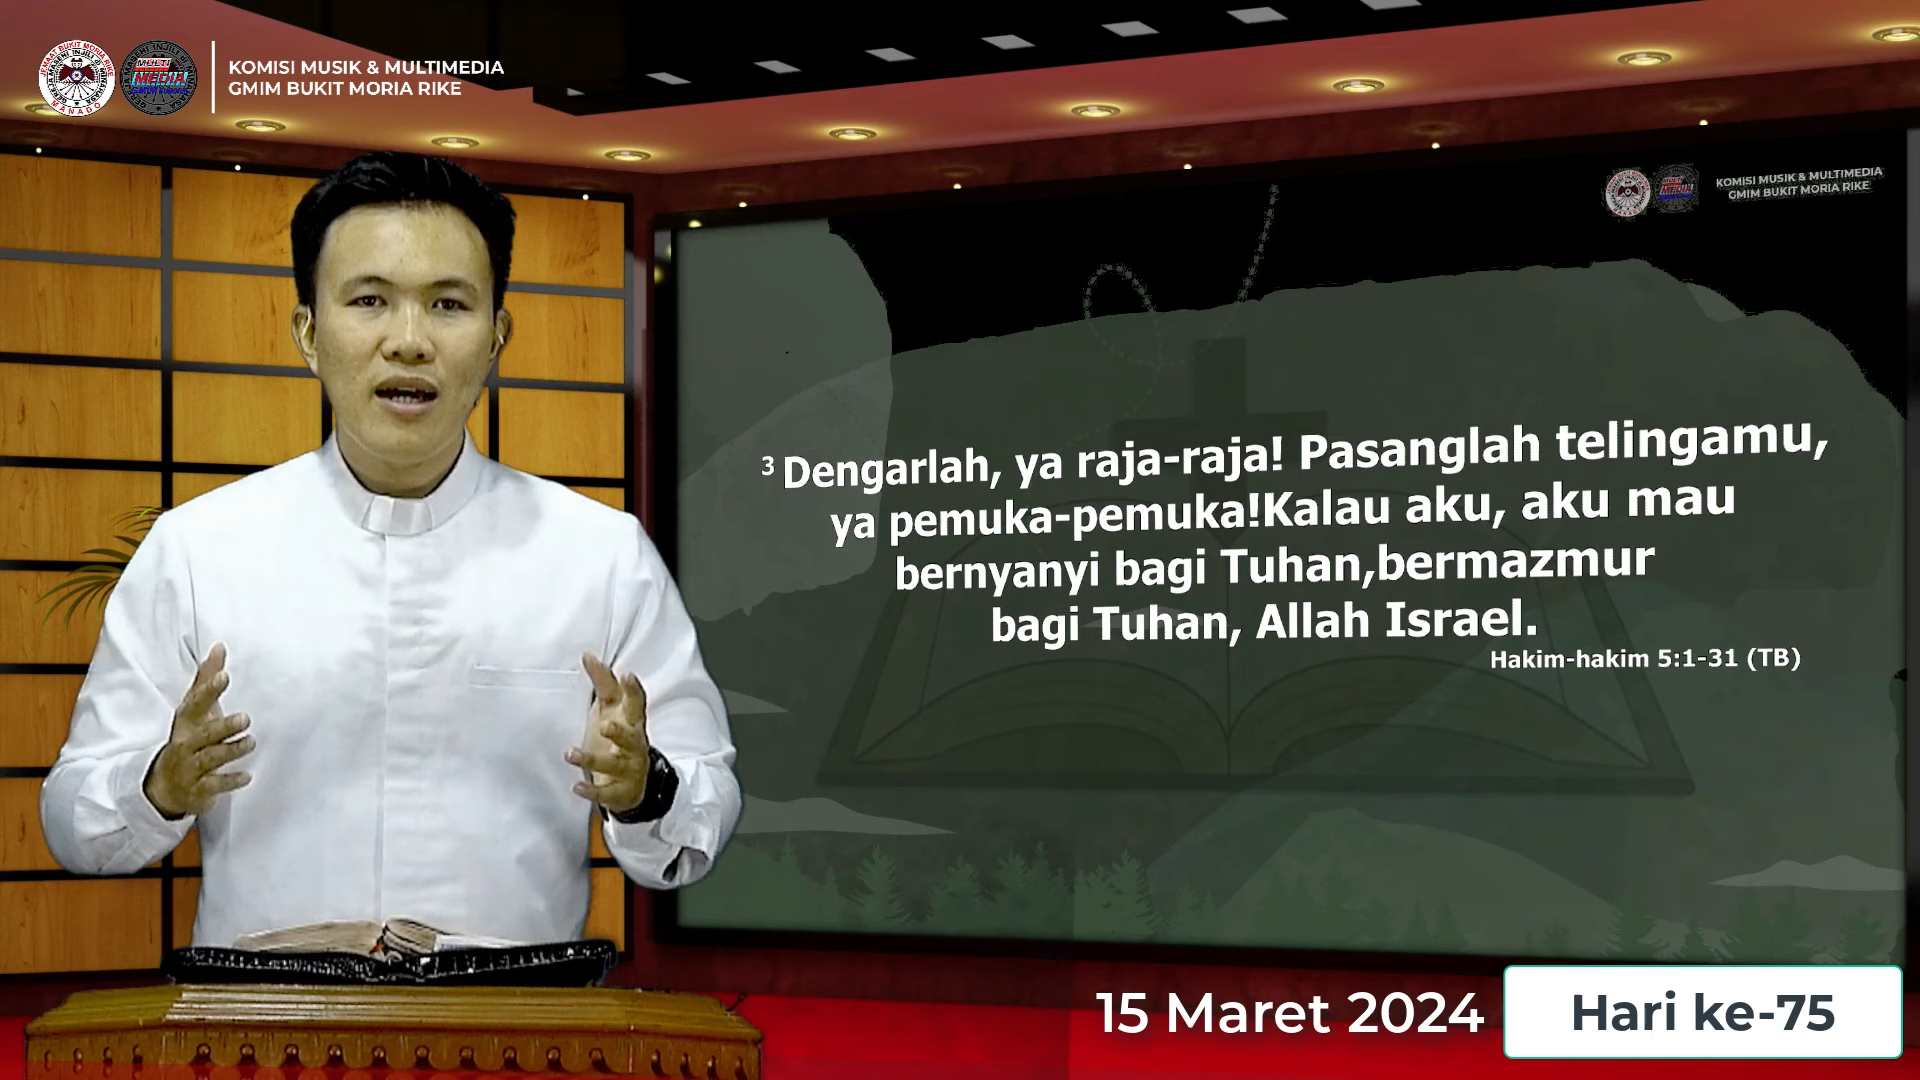 KOMISI MUSIK & MULTIMEDIA
GMIM BUKIT MORIA RIKE
KOMISI MUSIK & MULTIMEDIA
GMIM BUKIT MORIA RIKE
3 Dengarlah, ya raja-raja! Pasanglah telingamu,
ya pemuka-pemuka!Kalau aku, aku mau
bernyanyi bagi Tuhan,bermazmur
bagi Tuhan, Allah Israel.
Hakim-hakim 5:1-31 (TB)
15 Maret 2024
Hari ke-75